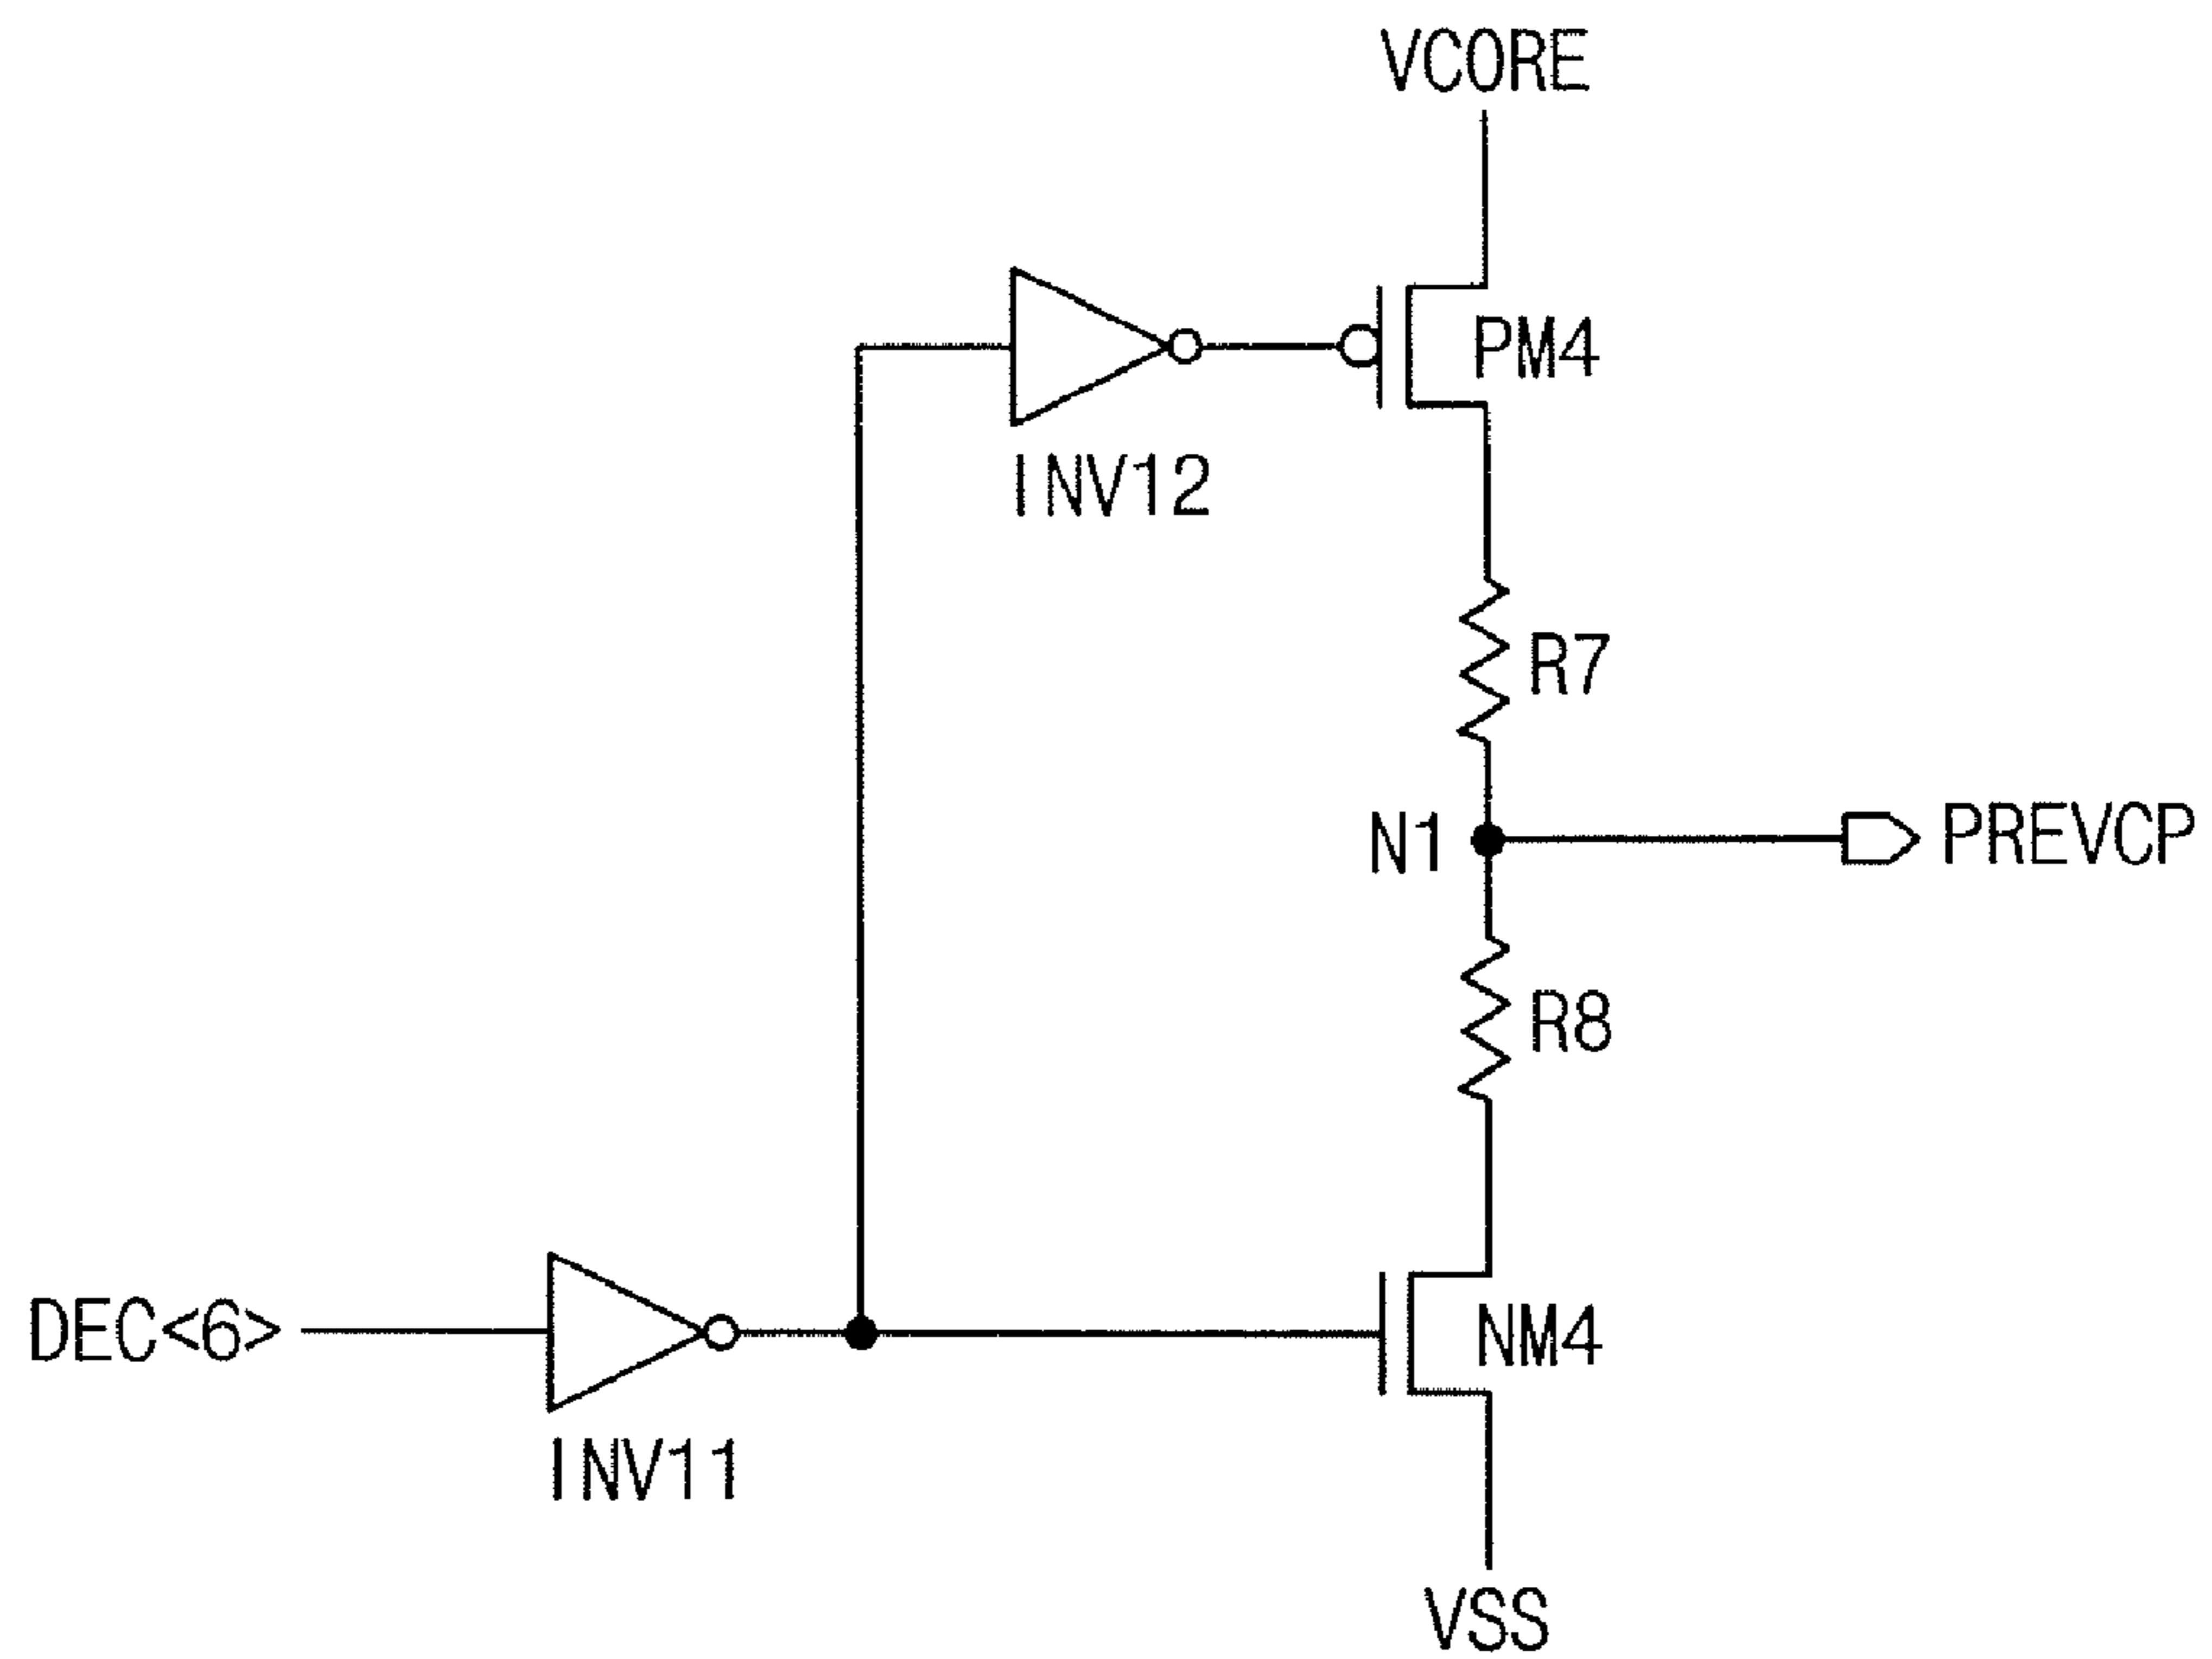 VCORE
PM4
INV12
R7
N1
PREVCP
R8
DEC<6>
NM4
INV11
VSS